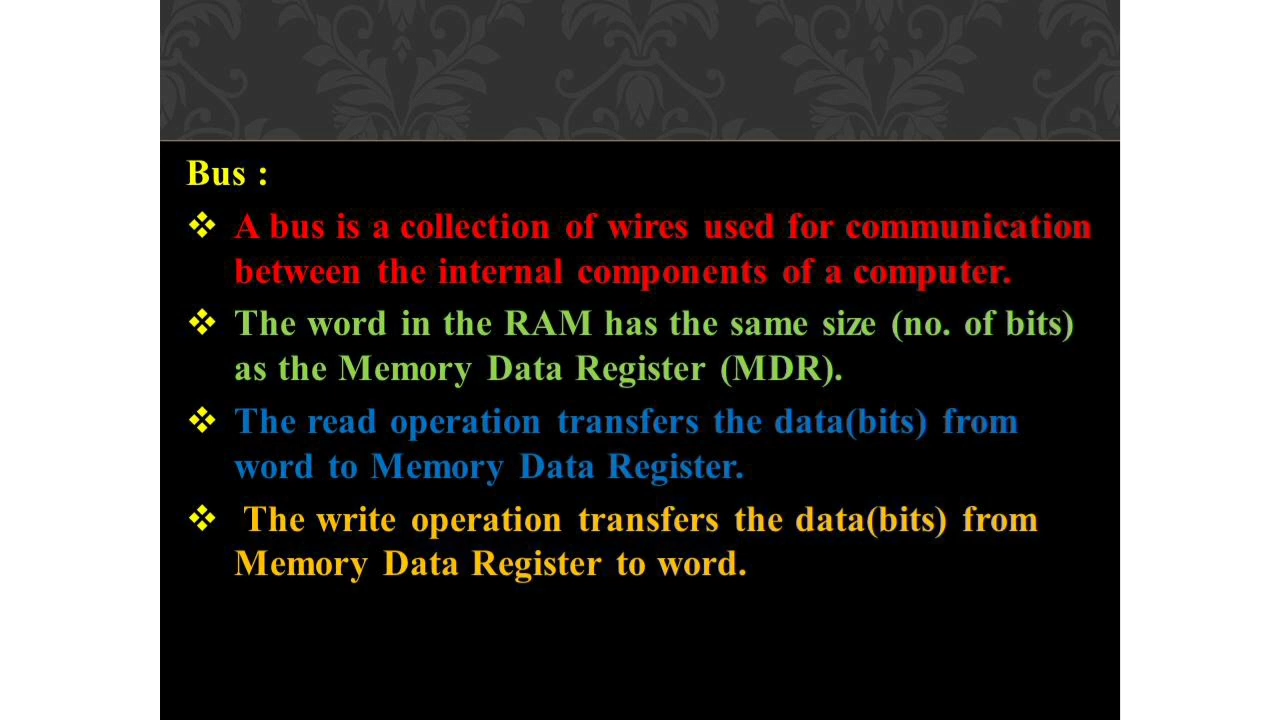 Bus :
❖ A bus is a collection of wires used for communication
between the internal components of a computer.
❖ The word in the RAM has the same size (no. of bits)
as the Memory Data Register (MDR).
❖ The read operation transfers the data(bits) from
word to Memory Data Register.
❖ The write operation transfers the data(bits) from
Memory Data Register to word.